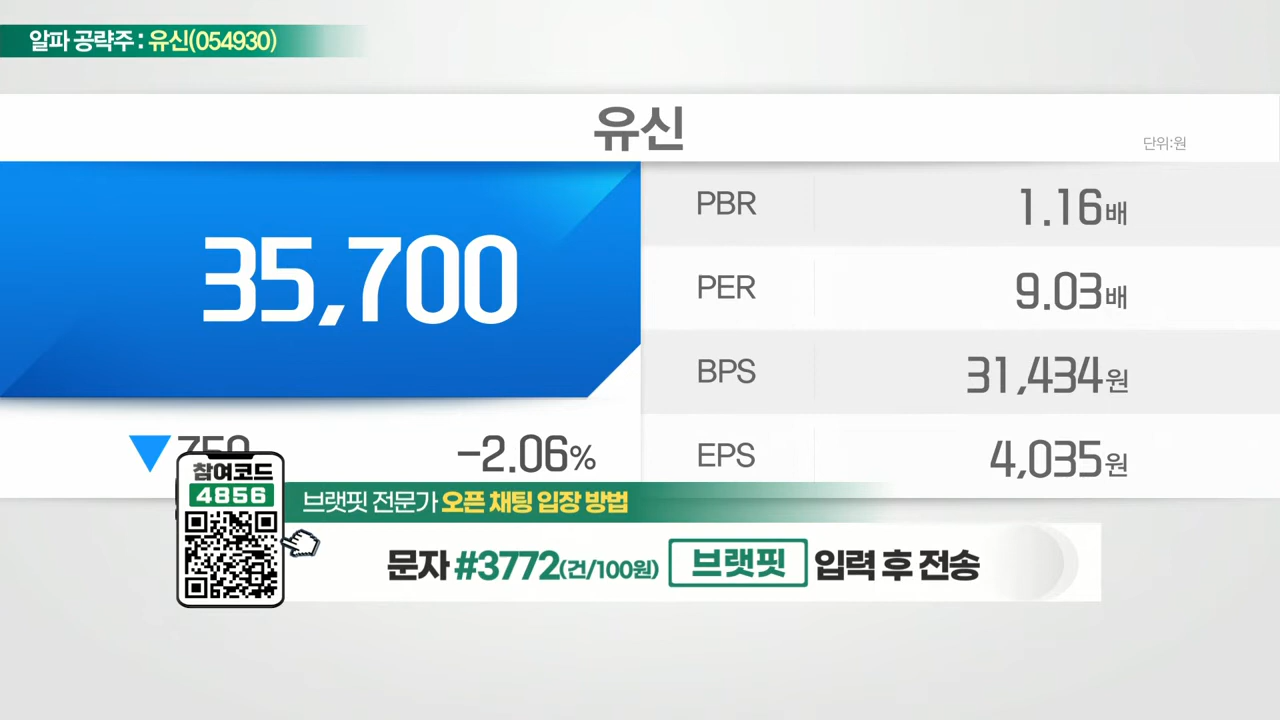 알파 공략주 : 유신(054930)
유신
단위:원
35,700
▼ 750 -2.06%
PBR 1.16배
PER 9.03배
BPS 31,434원
EPS 4,035원
참여코드
4856
브랫핏 전문가 오픈 채팅 입장 방법
문자 #3772(건/100원) 브랫핏 입력 후 전송